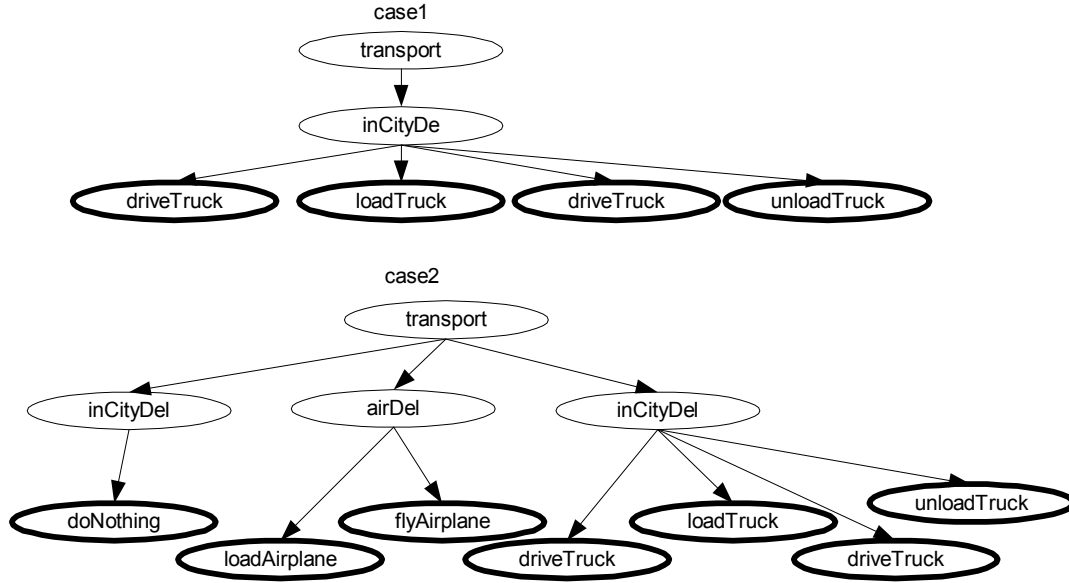 case1
transport
inCityDe
driveTruck
loadTruck
driveTruck
unloadTruck
case2
transport
inCityDel
airDel
inCityDel
doNothing
loadAirplane
flyAirplane
driveTruck
loadTruck
driveTruck
unloadTruck